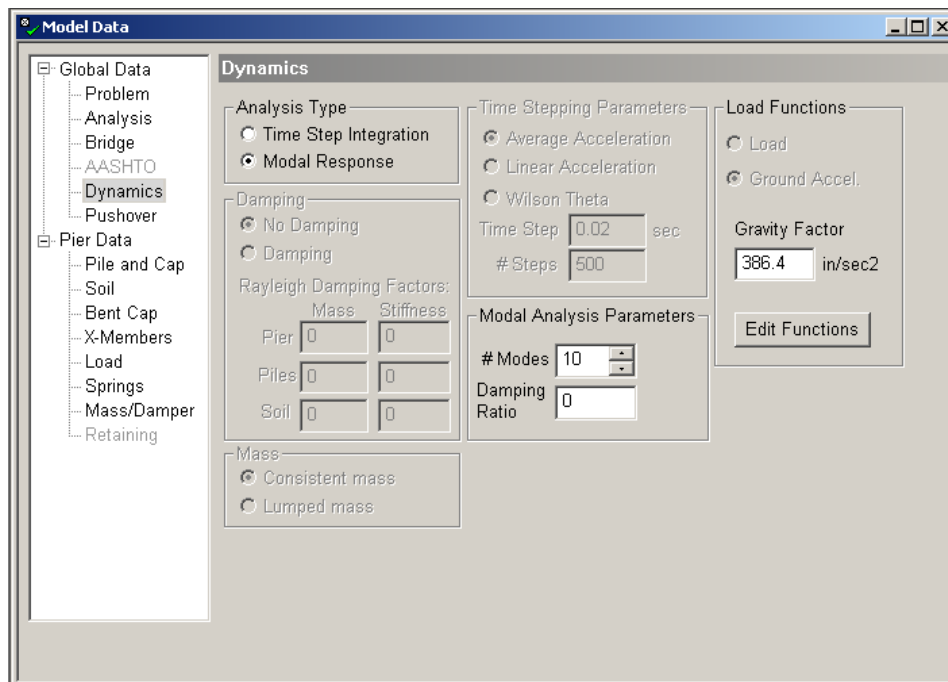 Model Data
Global Data
Problem
Analysis
Bridge
AASHTO
Dynamics
Pushover
Pier Data
Pile and Cap
Soil
Bent Cap
X-Members
Load
Springs
Mass/Damper
Retaining
Dynamics
Analysis Type
Time Step Integration
Modal Response
Damping
No Damping
Damping
Rayleigh Damping Factors:
Mass Stiffness
Pier 0 0
Piles 0 0
Soil 0 0
Mass
Consistent mass
Lumped mass
Time Stepping Parameters
Average Acceleration
Linear Acceleration
Wilson Theta
Time Step 0.02 sec
# Steps 500
Modal Analysis Parameters
# Modes 10
Damping
Ratio 0
Load Functions
Load
Ground Accel.
Gravity Factor
386.4 in/sec2
Edit Functions